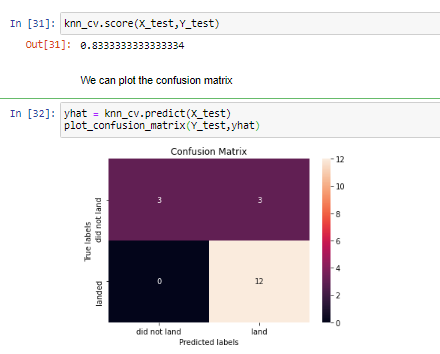 In [31]: knn_cv.score(X_test,Y_test)
Out[31]: 0.8333333333333334
We can plot the confusion matrix
In [32]: yhat = knn_cv.predict(X_test)
plot_confusion_matrix(Y_test,yhat)
Confusion Matrix
True labels
did not land
landed
3 3
0 12
did not land land
Predicted labels
12
10
8
6
4
2
0